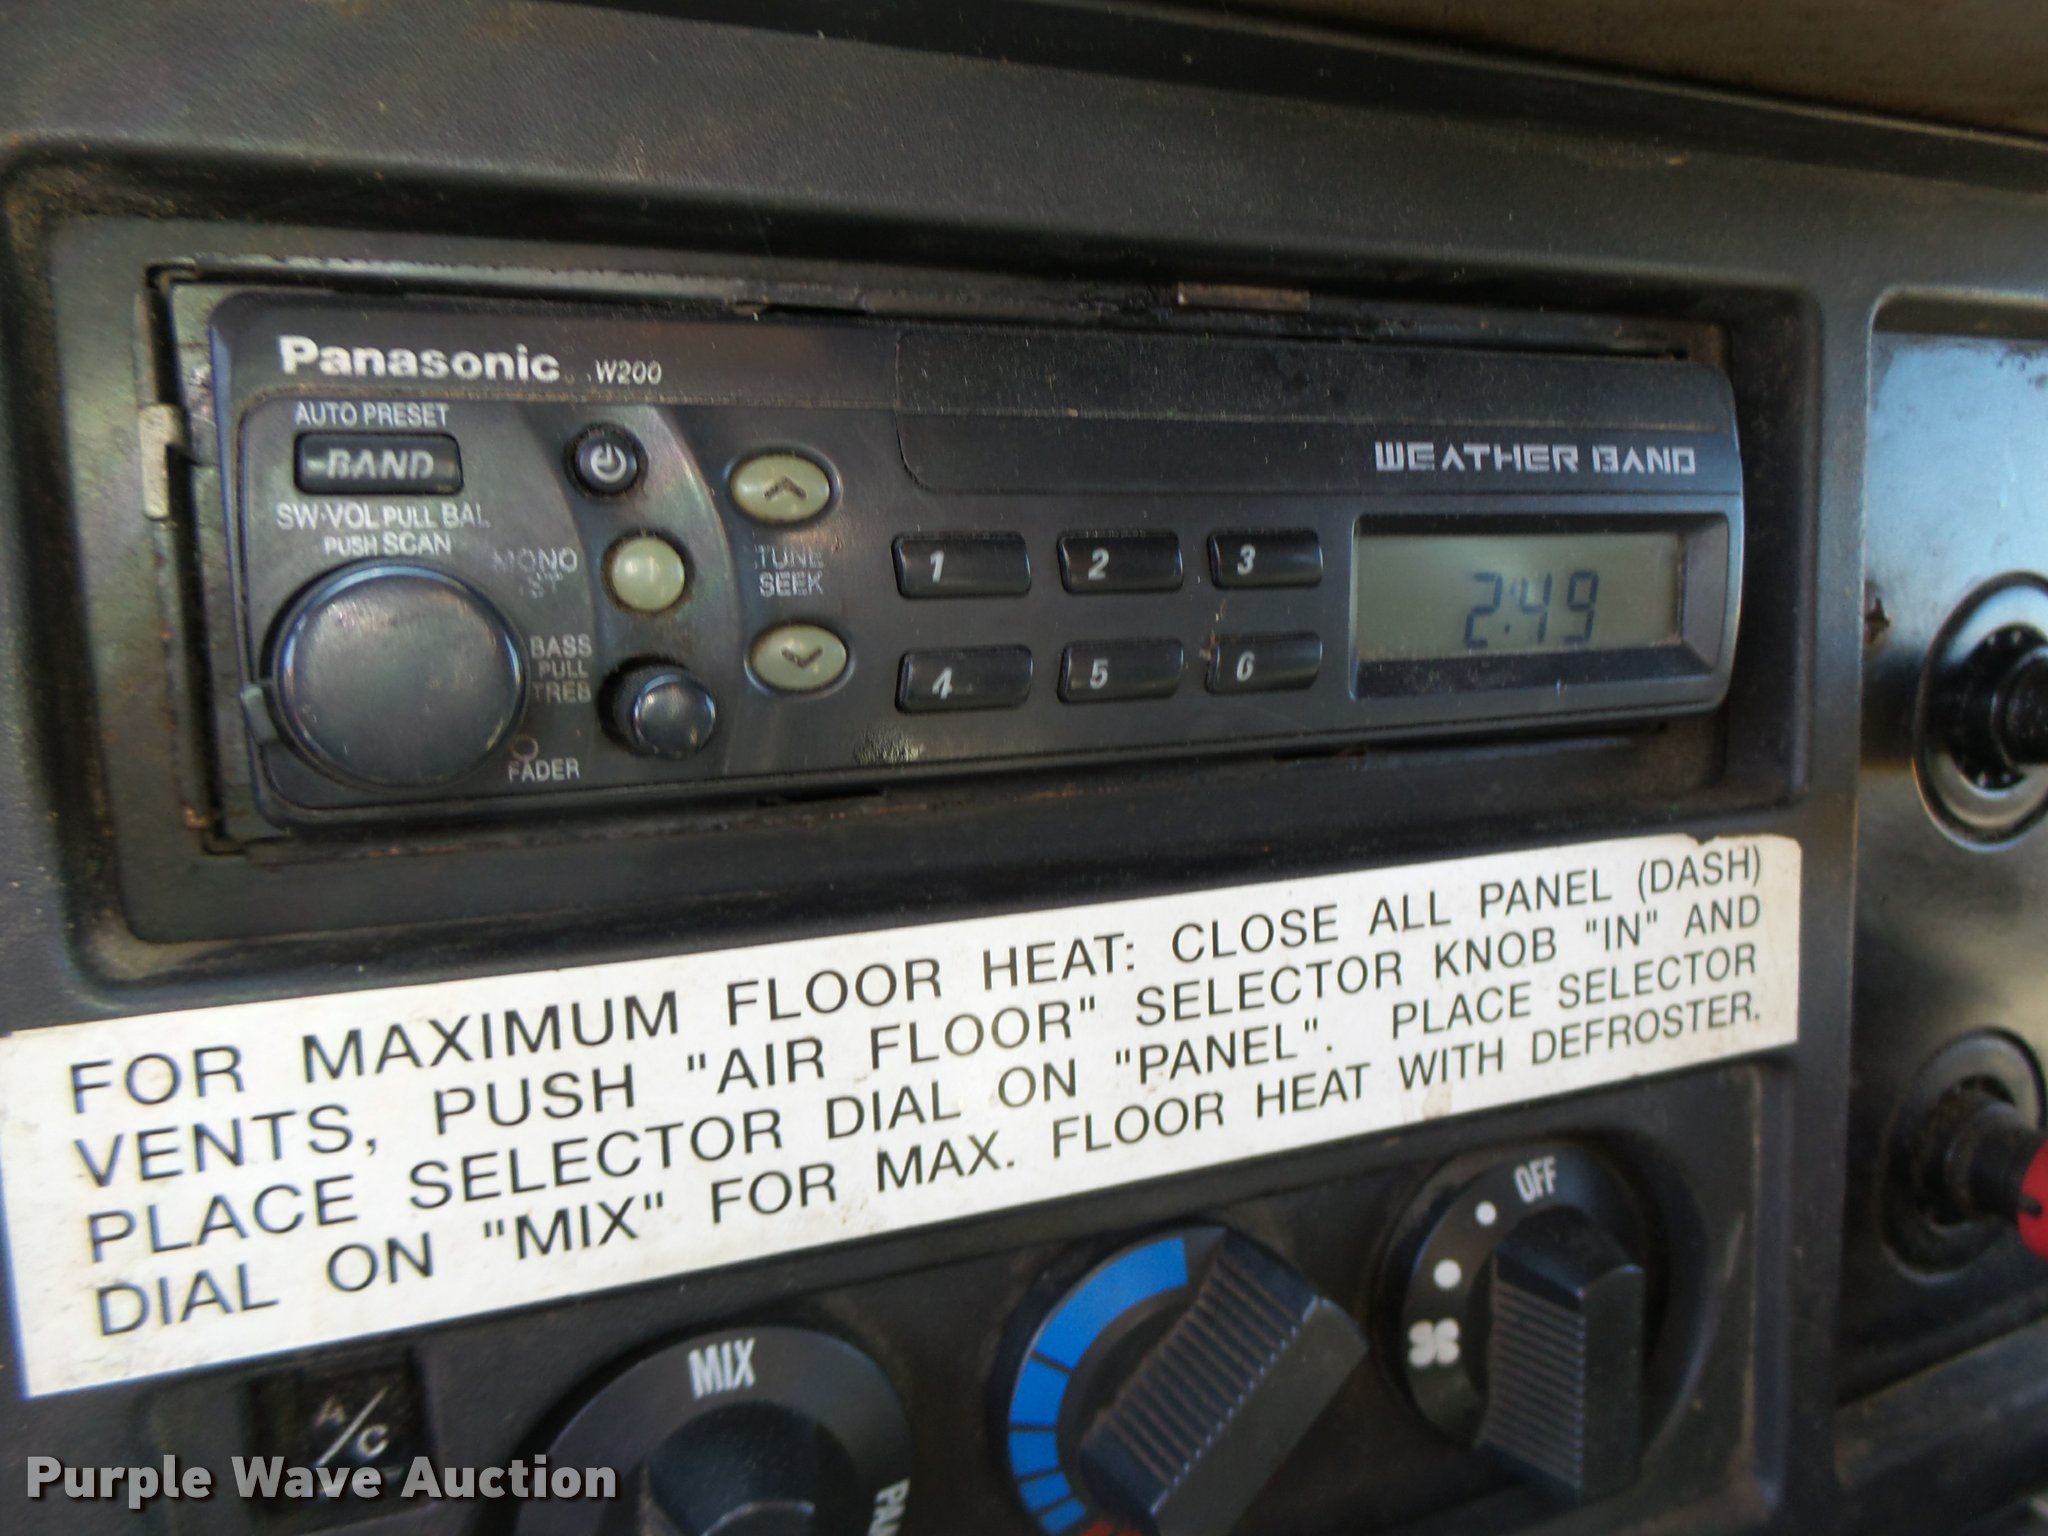 Panasonic W200
AUTO PRESET
BAND
SW·VOL PULL BAL
PUSH SCAN
MONO
ST
BASS
PULL
TREB
FADER
TUNE
SEEK
1 2 3
4 5 6
WEATHER BAND
2:49
FOR MAXIMUM FLOOR HEAT: CLOSE ALL PANEL (DASH)
VENTS, PUSH "AIR FLOOR" SELECTOR KNOB "IN" AND
PLACE SELECTOR DIAL ON "PANEL". PLACE SELECTOR
DIAL ON "MIX" FOR MAX. FLOOR HEAT WITH DEFROSTER.
OFF
MIX
A/C
Purple Wave Auction